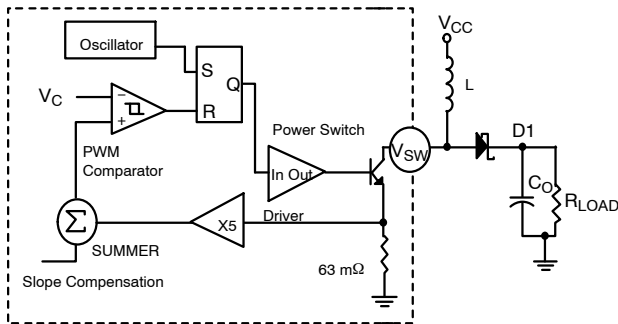 Oscillator
S
Q
R
VC
−
+
PWM
Comparator
Power Switch
In Out
VSW
VCC
L
D1
CO
RLOAD
X5
Driver
Σ
SUMMER
63 mΩ
Slope Compensation